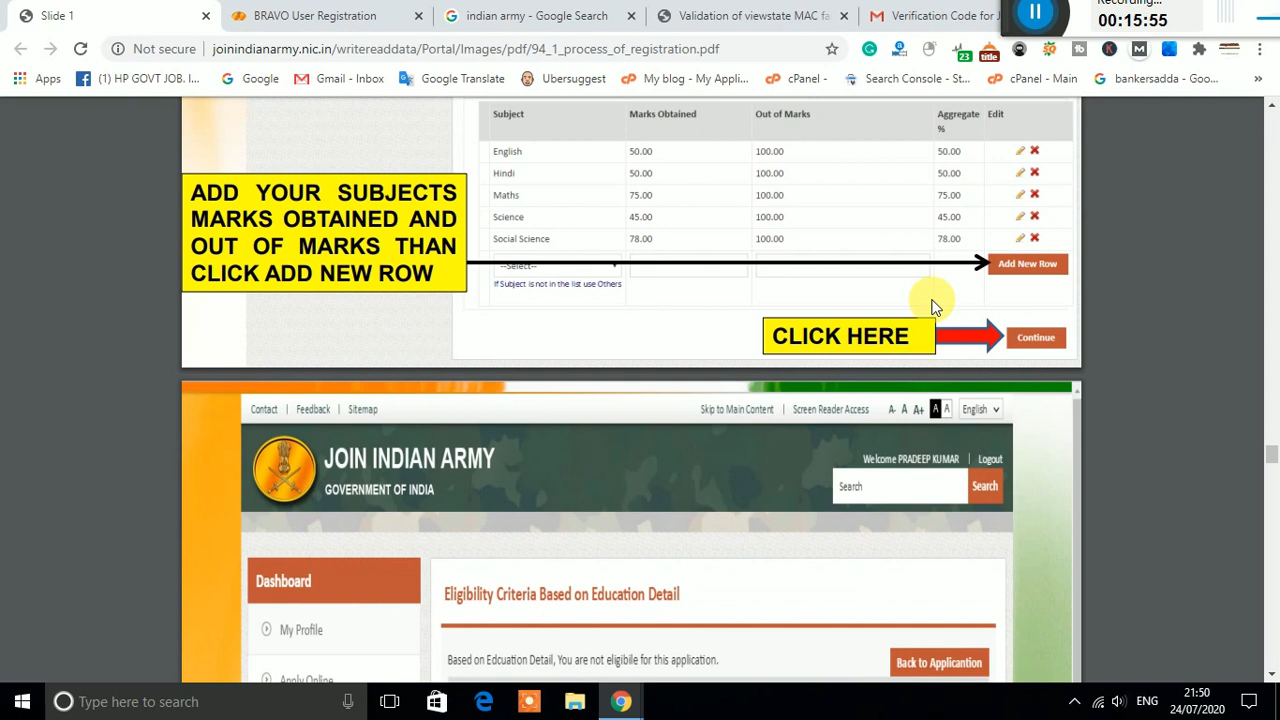 Recording...
00:15:55
Slide 1
BRAVO User Registration
indian army - Google Search
Validation of viewstate MAC fa
Verification Code for J
Not secure
joinindianarmy.nic.in/writereaddata/Portal/Images/pdf/94_1_process_of_registration.pdf
23
title
Apps
(1) HP GOVT JOB. I...
Google
Gmail - Inbox
Google Translate
Ubersuggest
My blog - My Appli...
cPanel -
Search Console - St...
cPanel - Main
bankersadda - Goo...
Subject Marks Obtained Out of Marks Aggregate % Edit
English 50.00 100.00 50.00
Hindi 50.00 100.00 50.00
Maths 75.00 100.00 75.00
Science 45.00 100.00 45.00
Social Science 78.00 100.00 78.00
--Select-- Add New Row
If Subject is not in the list use Others
ADD YOUR SUBJECTS
MARKS OBTAINED AND
OUT OF MARKS THAN
CLICK ADD NEW ROW
CLICK HERE
Continue
Contact | Feedback | Sitemap
Skip to Main Content | Screen Reader Access A- A A+ A A English
JOIN INDIAN ARMY
GOVERNMENT OF INDIA
Welcome PRADEEP KUMAR | Logout
Search Search
Dashboard
My Profile
Apply Online
Eligibility Criteria Based on Education Detail
Based on Edcuation Detail, You are not eligibile for this application.
Back to Applicantion
Type here to search
ENG
21:50
24/07/2020